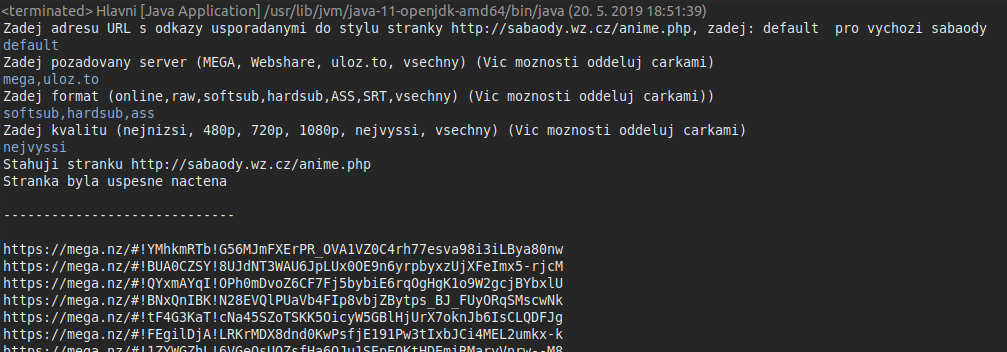 <terminated> Hlavni [Java Application] /usr/lib/jvm/java-11-openjdk-amd64/bin/java (20. 5. 2019 18:51:39)
Zadej adresu URL s odkazy usporadanymi do stylu stranky http://sabaody.wz.cz/anime.php, zadej: default  pro vychozi sabaody
default
Zadej pozadovany server (MEGA, Webshare, uloz.to, vsechny) (Vic moznosti oddeluj carkami)
mega,uloz.to
Zadej format (online,raw,softsub,hardsub,ASS,SRT,vsechny) (Vic moznosti oddeluj carkami))
softsub,hardsub,ass
Zadej kvalitu (nejnizsi, 480p, 720p, 1080p, nejvyssi, vsechny) (Vic moznosti oddeluj carkami)
nejvyssi
Stahuji stranku http://sabaody.wz.cz/anime.php
Stranka byla uspesne nactena
-----------------------------
https://mega.nz/#!YMhkmRTb!G56MJmFXErPR_OVA1VZ0C4rh77esva98i3iLBya80nw
https://mega.nz/#!BUA0CZSY!8UJdNT3WAU6JpLUx0OE9n6yrpbyxzUjXFeImx5-rjcM
https://mega.nz/#!QYxmAYqI!OPh0mDvoZ6CF7Fj5bybiE6rqOgHgK1o9W2gcjBYbxlU
https://mega.nz/#!BNxQnIBK!N28EVQlPUaVb4FIp8vbjZBytps_BJ_FUyORqSMscwNk
https://mega.nz/#!tF4G3KaT!cNa45SZoTSKK5OicyW5GBlHjUrX7oknJb6IsCLQDFJg
https://mega.nz/#!FEgilDjA!LRKrMDX8dnd0KwPsfjE191Pw3tIxbJCi4MEL2umkx-k